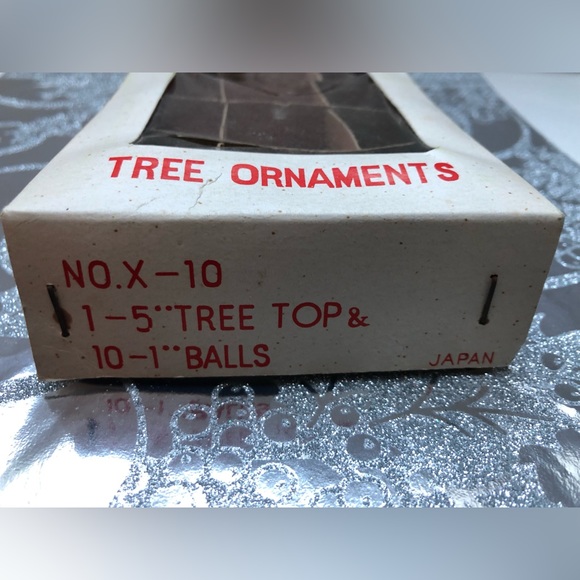 TREE ORNAMENTS
NO.X-10
1-5" TREE TOP &
10-1" BALLS
JAPAN